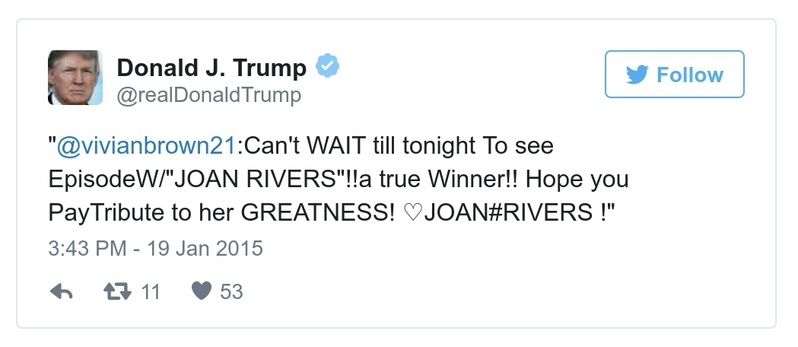 Donald J. Trump
@realDonaldTrump
Follow
"@vivianbrown21:Can't WAIT till tonight To see
EpisodeW/"JOAN RIVERS"!!a true Winner!! Hope you
PayTribute to her GREATNESS! ♡JOAN#RIVERS !"
3:43 PM - 19 Jan 2015
11 53